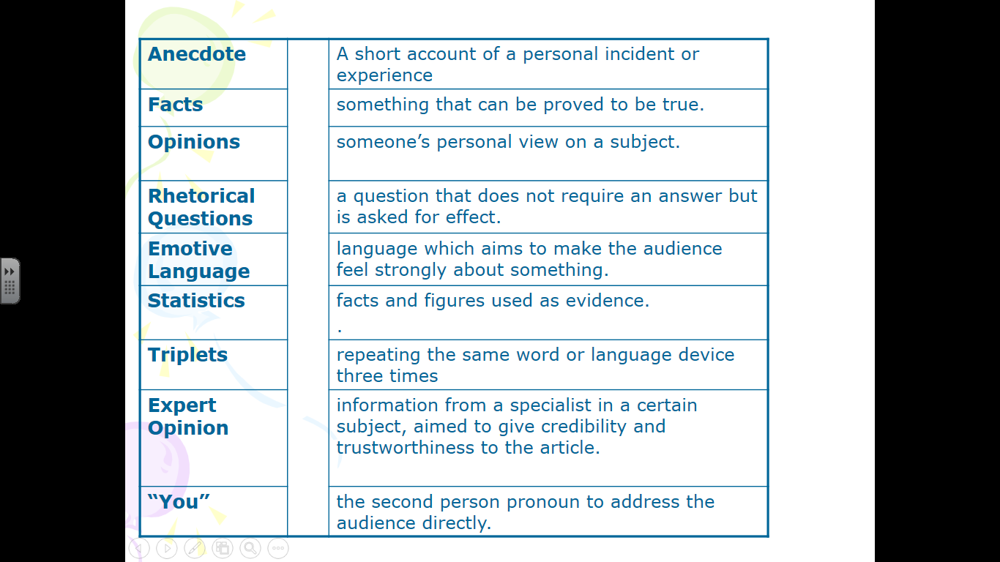 Anecdote
A short account of a personal incident or
experience
Facts
something that can be proved to be true.
Opinions
someone’s personal view on a subject.
Rhetorical
Questions
a question that does not require an answer but
is asked for effect.
Emotive
Language
language which aims to make the audience
feel strongly about something.
Statistics
facts and figures used as evidence.
.
Triplets
repeating the same word or language device
three times
Expert
Opinion
information from a specialist in a certain
subject, aimed to give credibility and
trustworthiness to the article.
“You”
the second person pronoun to address the
audience directly.